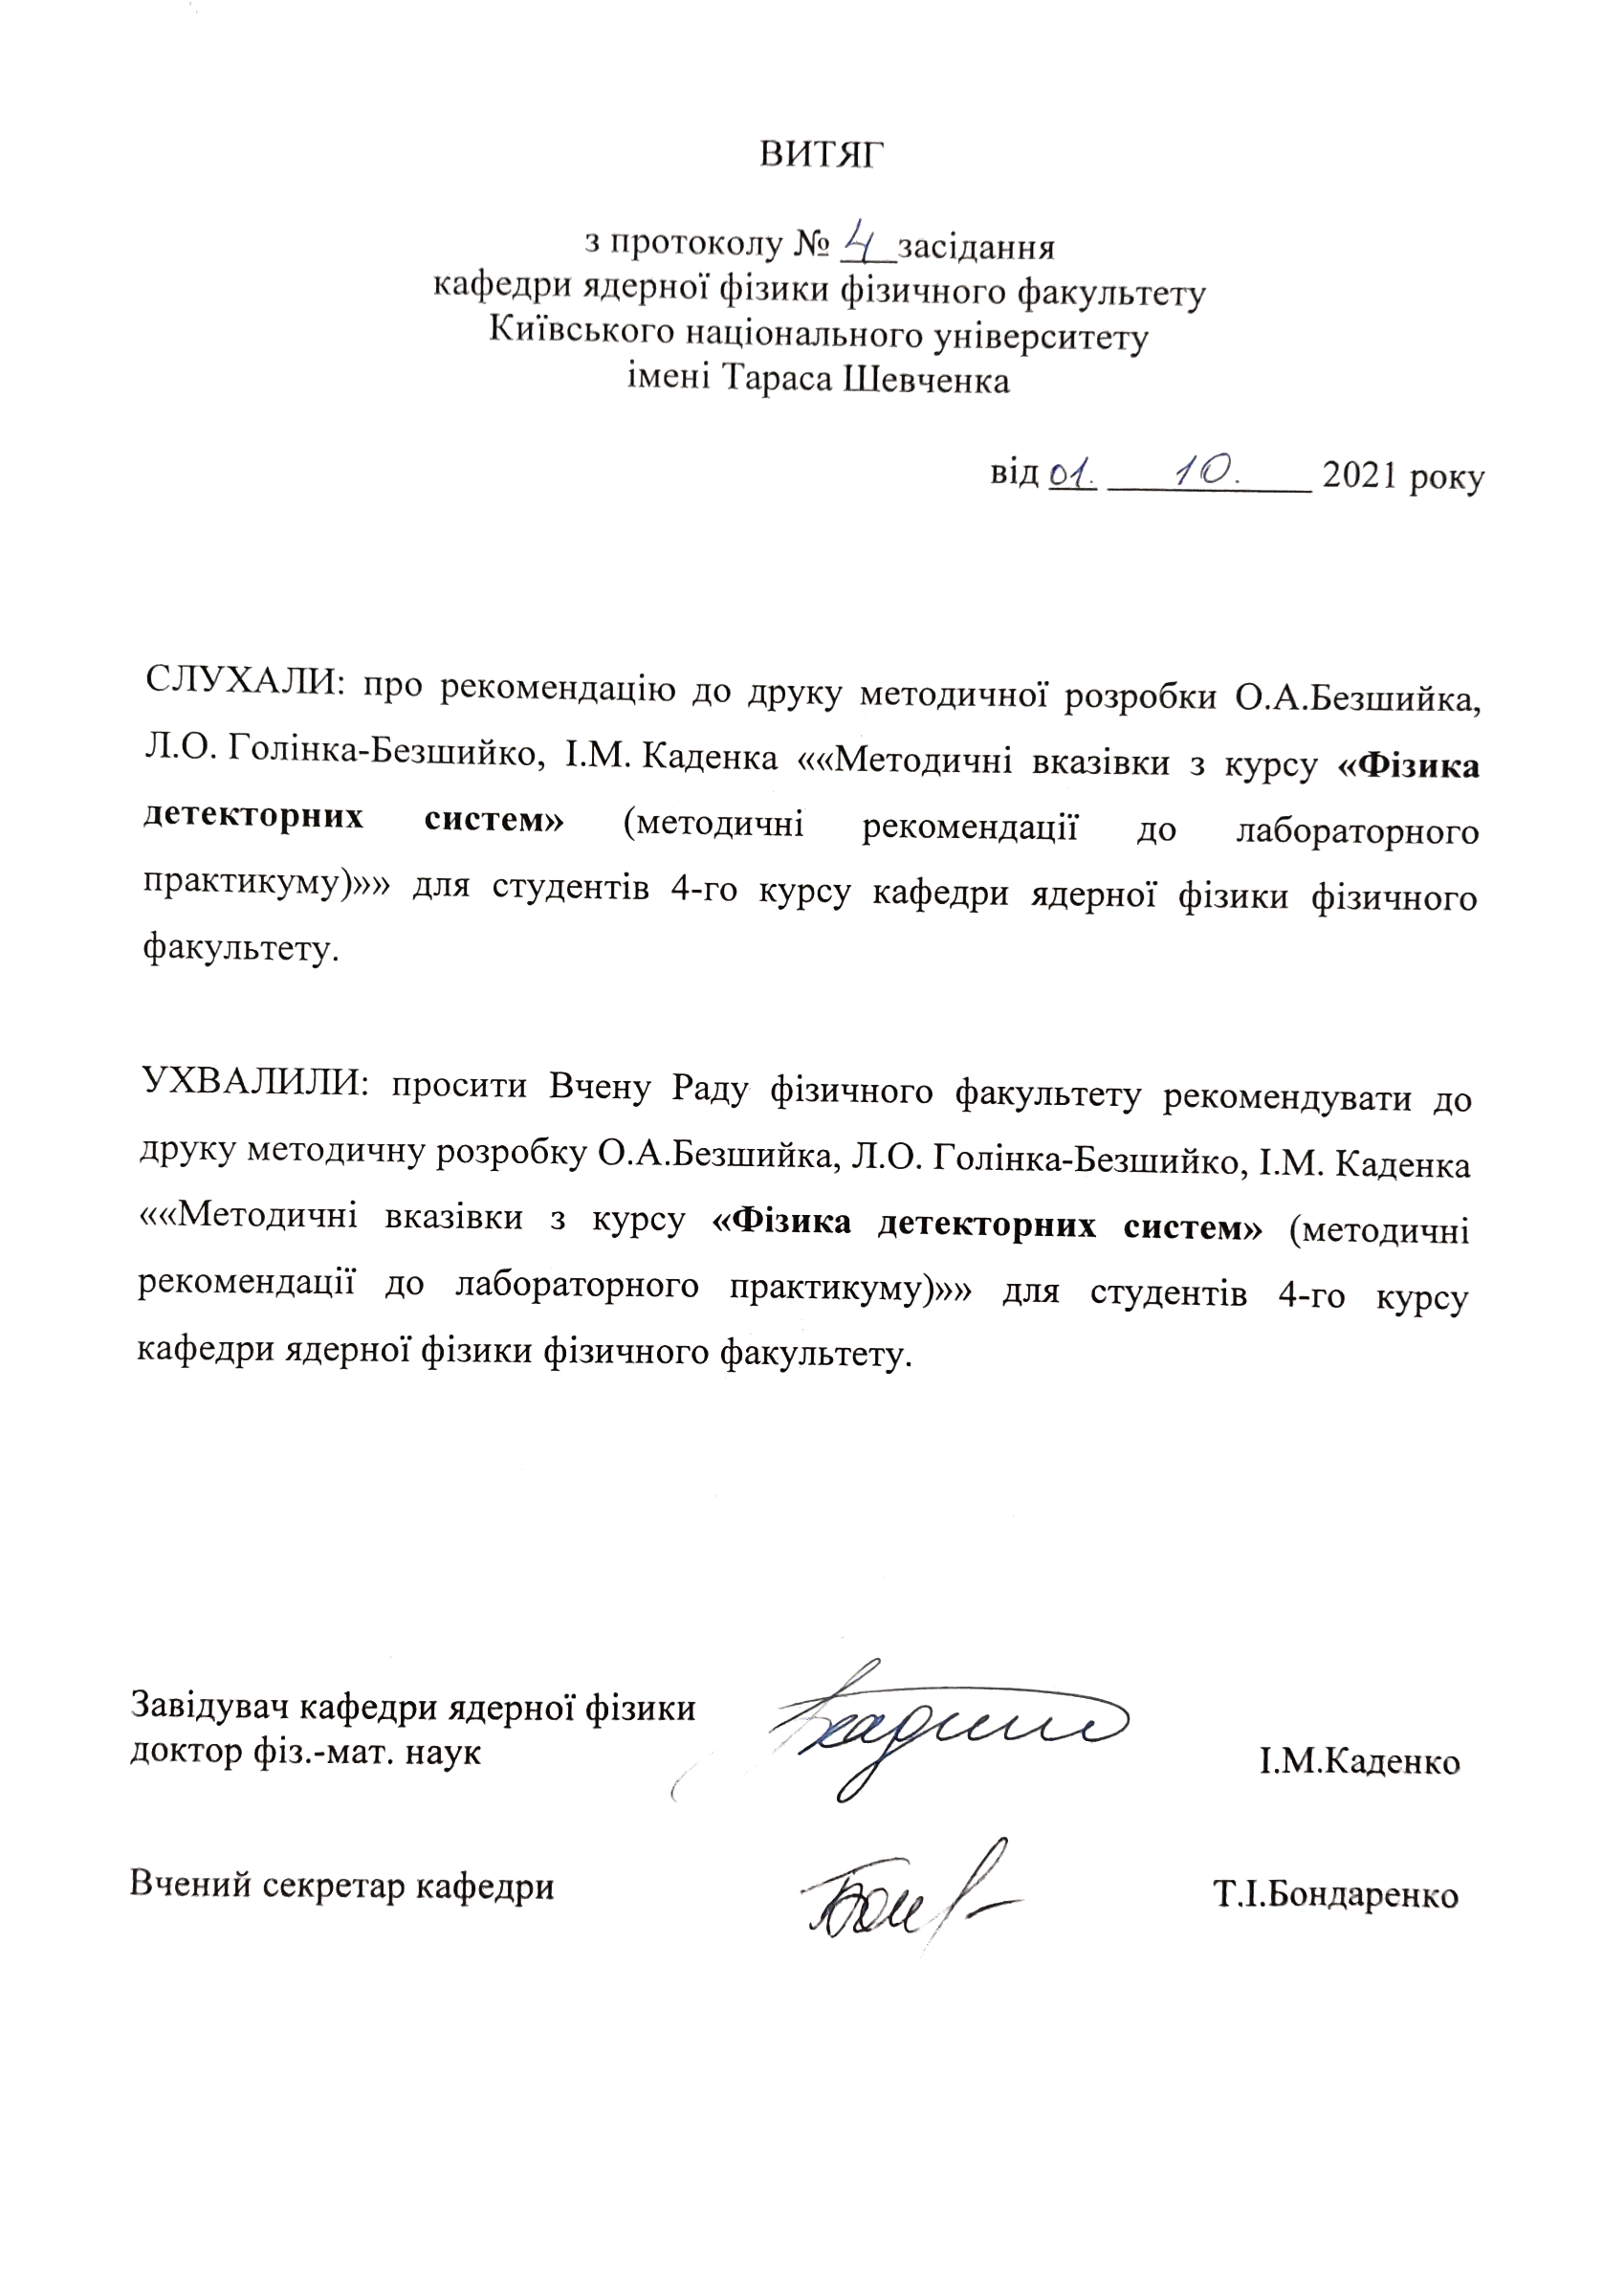 ВИТЯГ
з протоколу № 4 засідання
кафедри ядерної фізики фізичного факультету
Київського національного університету
імені Тараса Шевченка
від 01. 10. 2021 року
СЛУХАЛИ: про рекомендацію до друку методичної розробки О.А.Безшийка,
Л.О. Голінка-Безшийко, І.М. Каденка ««Методичні вказівки з курсу «Фізика
детекторних систем» (методичні рекомендації до лабораторного
практикуму)»» для студентів 4-го курсу кафедри ядерної фізики фізичного
факультету.
УХВАЛИЛИ: просити Вчену Раду фізичного факультету рекомендувати до
друку методичну розробку О.А.Безшийка, Л.О. Голінка-Безшийко, І.М. Каденка
««Методичні вказівки з курсу «Фізика детекторних систем» (методичні
рекомендації до лабораторного практикуму)»» для студентів 4-го курсу
кафедри ядерної фізики фізичного факультету.
Завідувач кафедри ядерної фізики
доктор фіз.-мат. наук
І.М.Каденко
Вчений секретар кафедри
Т.І.Бондаренко